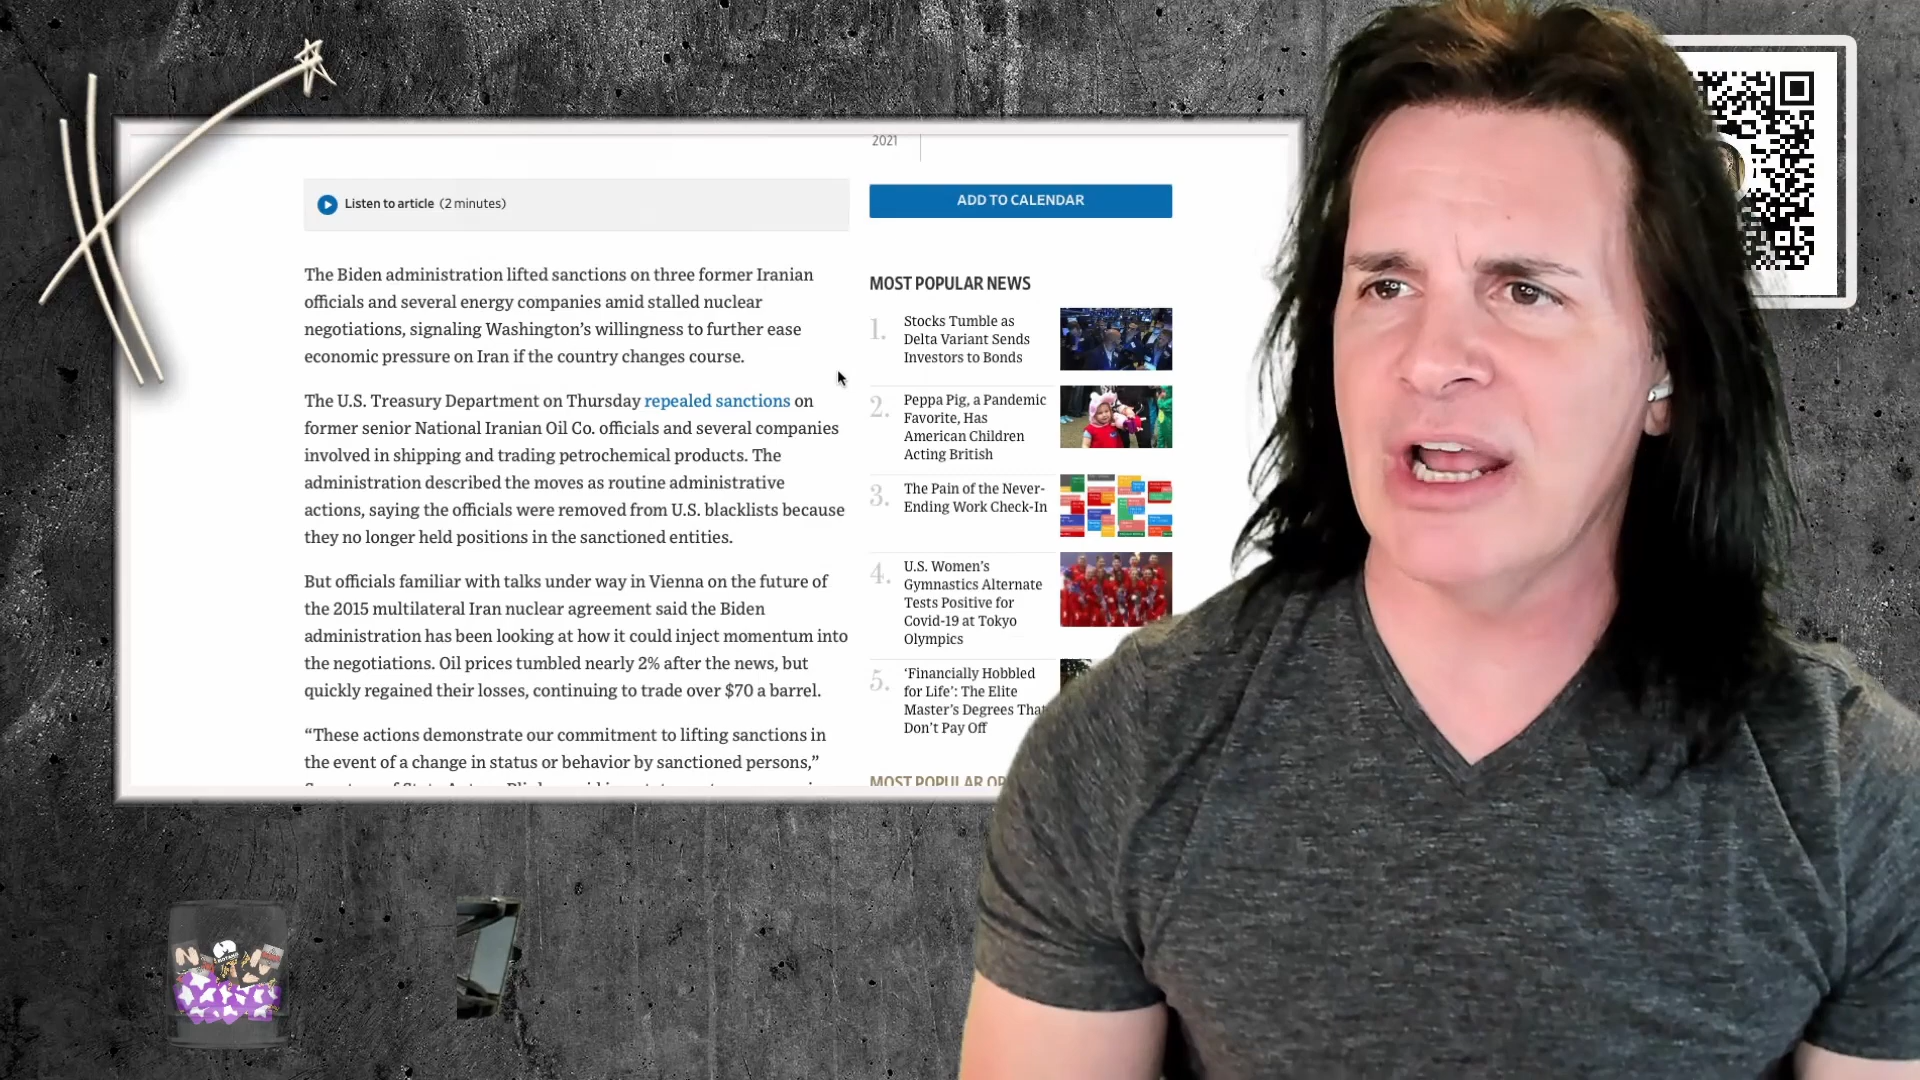 2021
Listen to article (2 minutes)
ADD TO CALENDAR
The Biden administration lifted sanctions on three former Iranian
officials and several energy companies amid stalled nuclear
negotiations, signaling Washington's willingness to further ease
economic pressure on Iran if the country changes course.
The U.S. Treasury Department on Thursday repealed sanctions on
former senior National Iranian Oil Co. officials and several companies
involved in shipping and trading petrochemical products. The
administration described the moves as routine administrative
actions, saying the officials were removed from U.S. blacklists because
they no longer held positions in the sanctioned entities.
But officials familiar with talks under way in Vienna on the future of
the 2015 multilateral Iran nuclear agreement said the Biden
administration has been looking at how it could inject momentum into
the negotiations. Oil prices tumbled nearly 2% after the news, but
quickly regained their losses, continuing to trade over $70 a barrel.
“These actions demonstrate our commitment to lifting sanctions in
the event of a change in status or behavior by sanctioned persons,”
MOST POPULAR NEWS
1. Stocks Tumble as
Delta Variant Sends
Investors to Bonds
2. Peppa Pig, a Pandemic
Favorite, Has
American Children
Acting British
3. The Pain of the Never-
Ending Work Check-In
4. U.S. Women's
Gymnastics Alternate
Tests Positive for
Covid-19 at Tokyo
Olympics
5. ‘Financially Hobbled
for Life’: The Elite
Master's Degrees That
Don't Pay Off
MOST POPULAR